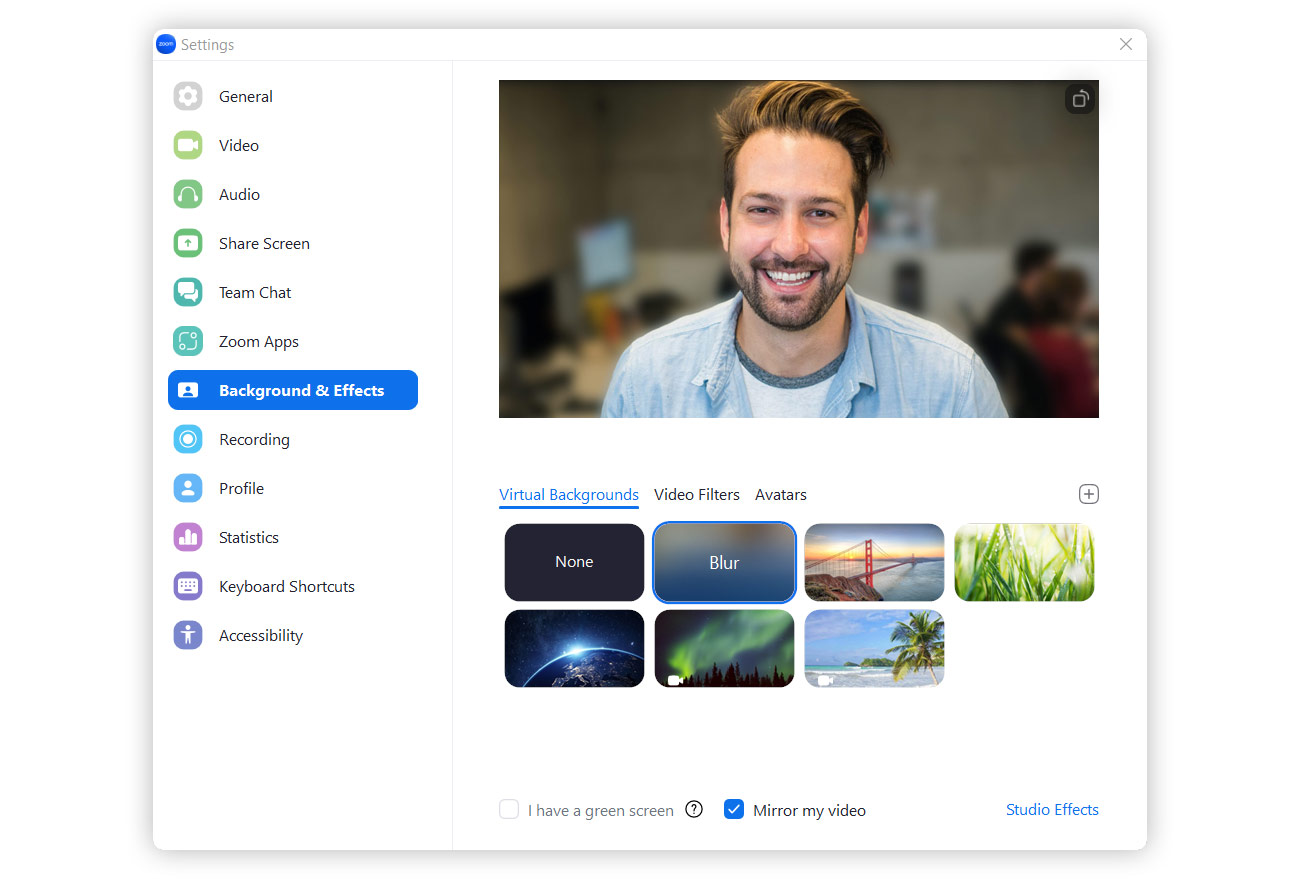 zoom Settings
General
Video
Audio
Share Screen
Team Chat
Zoom Apps
Background & Effects
Recording
Profile
Statistics
Keyboard Shortcuts
Accessibility
Virtual Backgrounds Video Filters Avatars
None Blur
I have a green screen ? Mirror my video Studio Effects